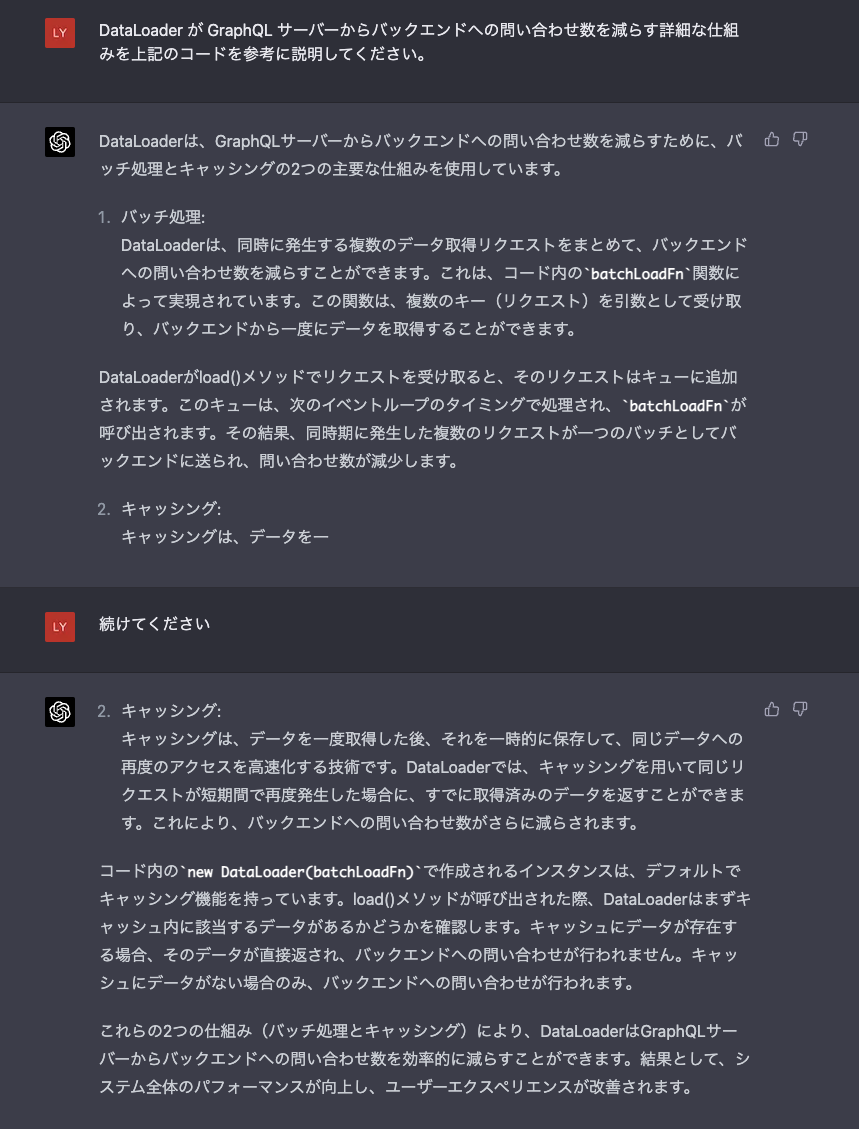 LY
DataLoader が GraphQL サーバーからバックエンドへの問い合わせ数を減らす詳細な仕組
みを上記のコードを参考に説明してください。
DataLoaderは、GraphQLサーバーからバックエンドへの問い合わせ数を減らすために、バ
ッチ処理とキャッシングの2つの主要な仕組みを使用しています。
1. バッチ処理:
DataLoaderは、同時に発生する複数のデータ取得リクエストをまとめて、バックエンド
への問い合わせ数を減らすことができます。これは、コード内の`batchLoadFn`関数に
よって実現されています。この関数は、複数のキー（リクエスト）を引数として受け取
り、バックエンドから一度にデータを取得することができます。
DataLoaderがload()メソッドでリクエストを受け取ると、そのリクエストはキューに追加
されます。このキューは、次のイベントループのタイミングで処理され、`batchLoadFn`が
呼び出されます。その結果、同時期に発生した複数のリクエストが一つのバッチとしてバ
ックエンドに送られ、問い合わせ数が減少します。
2. キャッシング:
キャッシングは、データを一
LY
続けてください
2. キャッシング:
キャッシングは、データを一度取得した後、それを一時的に保存して、同じデータへの
再度のアクセスを高速化する技術です。DataLoaderでは、キャッシングを用いて同じリ
クエストが短期間で再度発生した場合に、すでに取得済みのデータを返すことができま
す。これにより、バックエンドへの問い合わせ数がさらに減らされます。
コード内の`new DataLoader(batchLoadFn)`で作成されるインスタンスは、デフォルトで
キャッシング機能を持っています。load()メソッドが呼び出された際、DataLoaderはまずキ
ャッシュ内に該当するデータがあるかどうかを確認します。キャッシュにデータが存在す
る場合、そのデータが直接返され、バックエンドへの問い合わせが行われません。キャッ
シュにデータがない場合のみ、バックエンドへの問い合わせが行われます。
これらの2つの仕組み（バッチ処理とキャッシング）により、DataLoaderはGraphQLサー
バーからバックエンドへの問い合わせ数を効率的に減らすことができます。結果として、シ
ステム全体のパフォーマンスが向上し、ユーザーエクスペリエンスが改善されます。